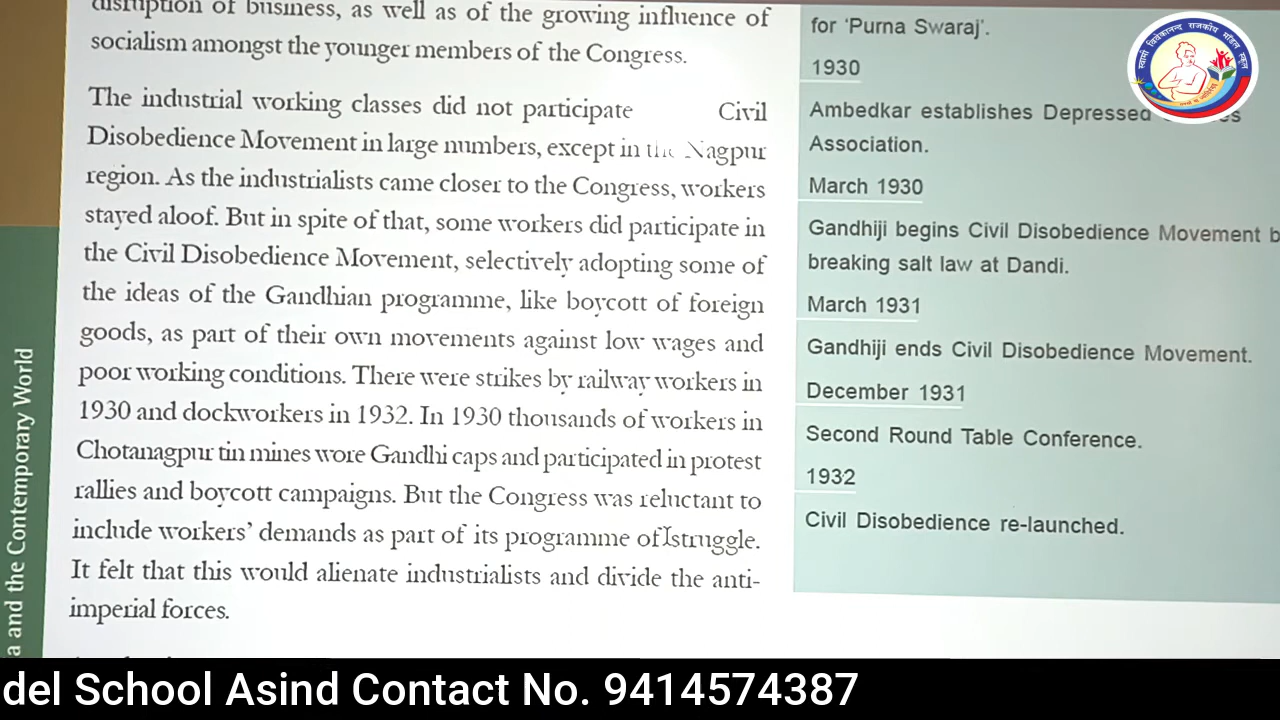 disruption of business, as well as of the growing influence of
socialism amongst the younger members of the Congress.
The industrial working classes did not participate Civil
Disobedience Movement in large numbers, except in the Nagpur
region. As the industrialists came closer to the Congress, workers
stayed aloof. But in spite of that, some workers did participate in
the Civil Disobedience Movement, selectively adopting some of
the ideas of the Gandhian programme, like boycott of foreign
goods, as part of their own movements against low wages and
poor working conditions. There were strikes by railway workers in
1930 and dockworkers in 1932. In 1930 thousands of workers in
Chotanagpur tin mines wore Gandhi caps and participated in protest
rallies and boycott campaigns. But the Congress was reluctant to
include workers' demands as part of its programme of struggle.
It felt that this would alienate industrialists and divide the anti-
imperial forces.
for 'Purna Swaraj'.
1930
Ambedkar establishes Depressed
Association.
March 1930
Gandhiji begins Civil Disobedience Movement b
breaking salt law at Dandi.
March 1931
Gandhiji ends Civil Disobedience Movement.
December 1931
Second Round Table Conference.
1932
Civil Disobedience re-launched.
a and the Contemporary World
स्वामी विवेकानन्द राजकीय मॉडल स्कूल
del School Asind Contact No. 9414574387